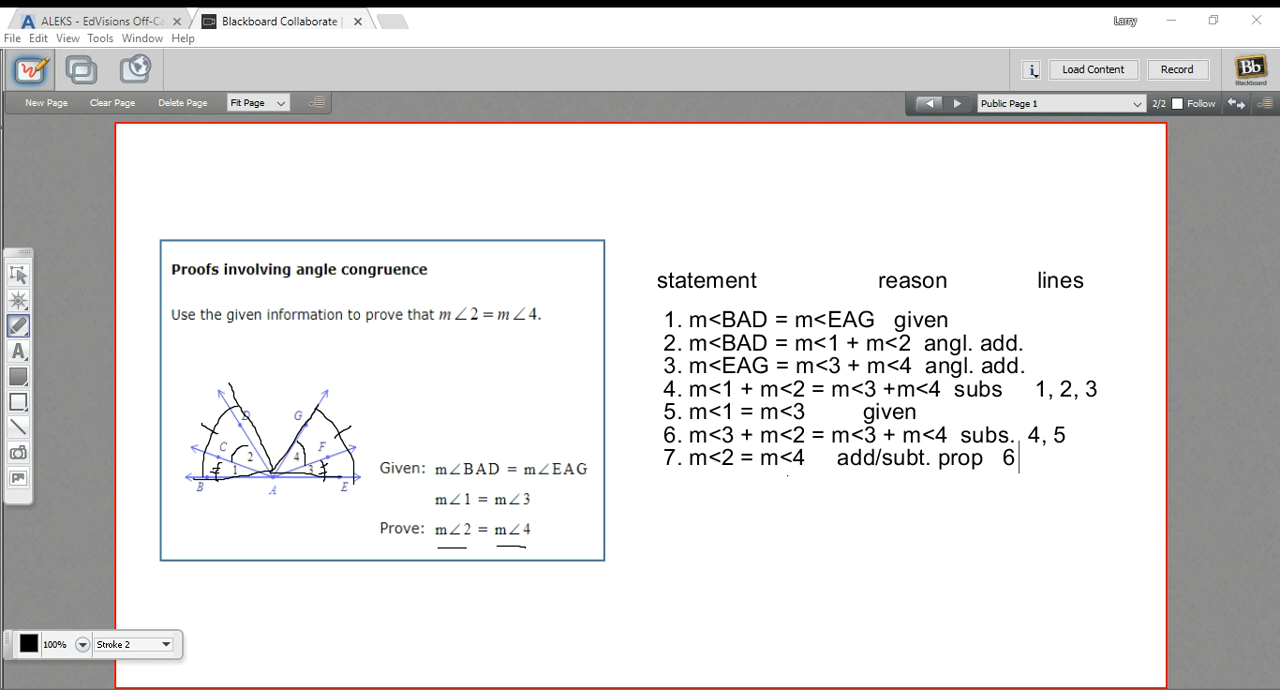 ALEKS - EdVisions Off-Ca
Blackboard Collaborate
Larry
File Edit View Tools Window Help
Load Content
Record
Bb
Blackboard
New Page Clear Page Delete Page Fit Page
Public Page 1
2/2 Follow
Proofs involving angle congruence
Use the given information to prove that m∠2 = m∠4.
D
G
C
F
2
4
1
3
B
A
E
Given: m∠BAD = m∠EAG
m∠1 = m∠3
Prove: m∠2 = m∠4
statement reason lines
1. m<BAD = m<EAG given
2. m<BAD = m<1 + m<2 angl. add.
3. m<EAG = m<3 + m<4 angl. add.
4. m<1 + m<2 = m<3 +m<4 subs 1, 2, 3
5. m<1 = m<3 given
6. m<3 + m<2 = m<3 + m<4 subs. 4, 5
7. m<2 = m<4 add/subt. prop 6
100%
Stroke 2